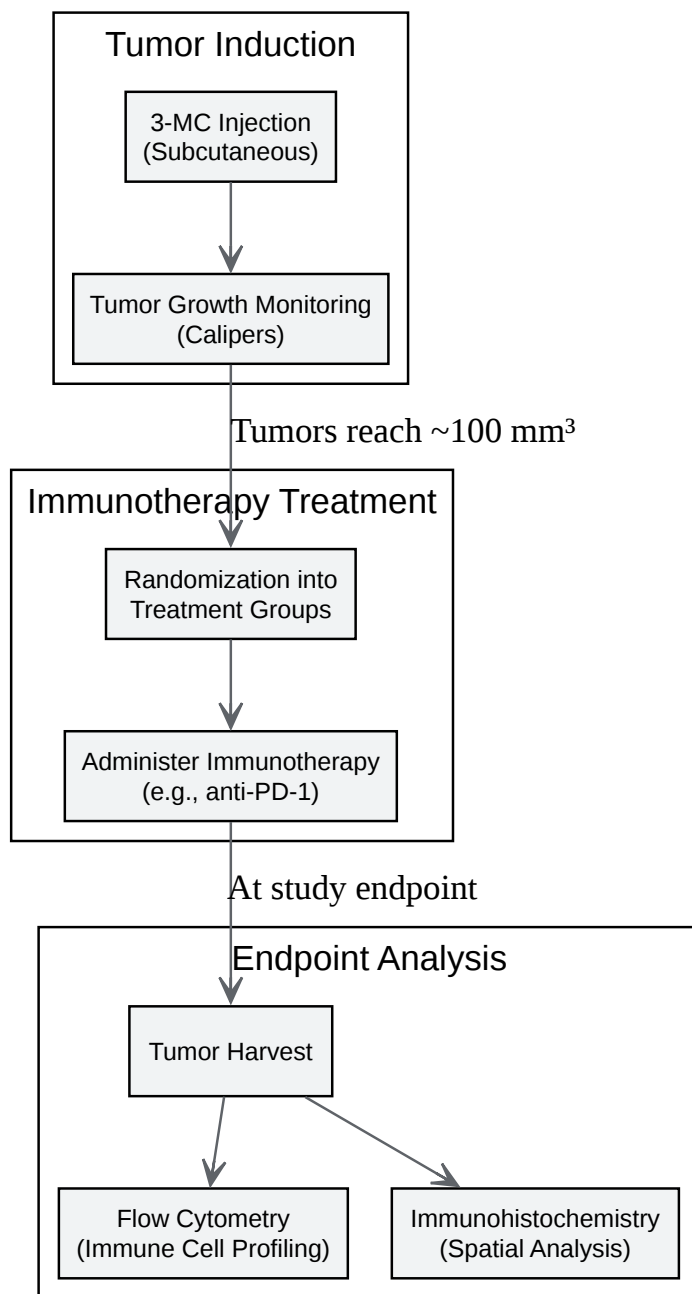 Tumor Induction
3-MC Injection
(Subcutaneous)
Tumor Growth Monitoring
(Calipers)
Tumors reach ~100 mm³
Immunotherapy Treatment
Randomization into
Treatment Groups
Administer Immunotherapy
(e.g., anti-PD-1)
At study endpoint
Endpoint Analysis
Tumor Harvest
Flow Cytometry
(Immune Cell Profiling)
Immunohistochemistry
(Spatial Analysis)